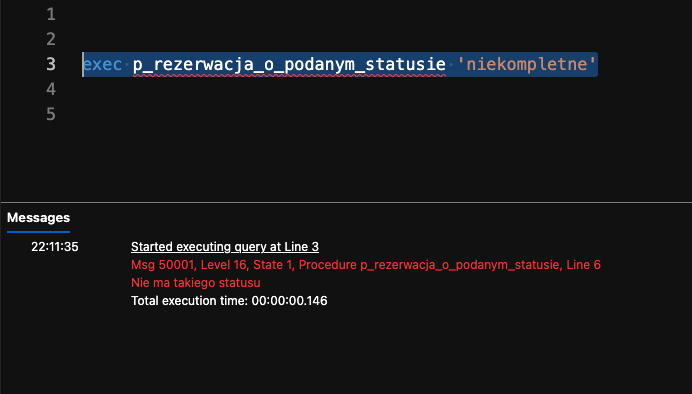 1
2
3 exec p_rezerwacja_o_podanym_statusie 'niekompletne'
4
5
Messages
22:11:35 Started executing query at Line 3
Msg 50001, Level 16, State 1, Procedure p_rezerwacja_o_podanym_statusie, Line 6
Nie ma takiego statusu
Total execution time: 00:00:00.146